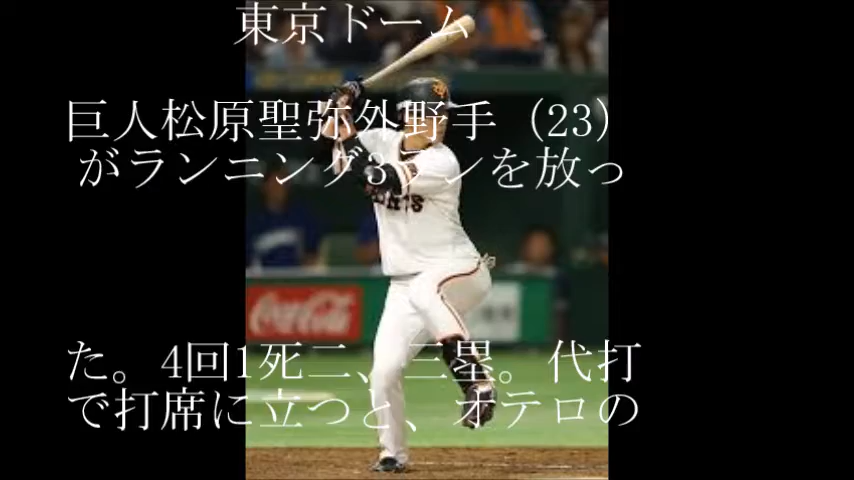 東京ドーム
巨人松原聖弥外野手（23）
がランニング3ランを放っ
GIANTS
Coca-Cola
た。4回1死二、三塁。代打
で打席に立つと、オテロの